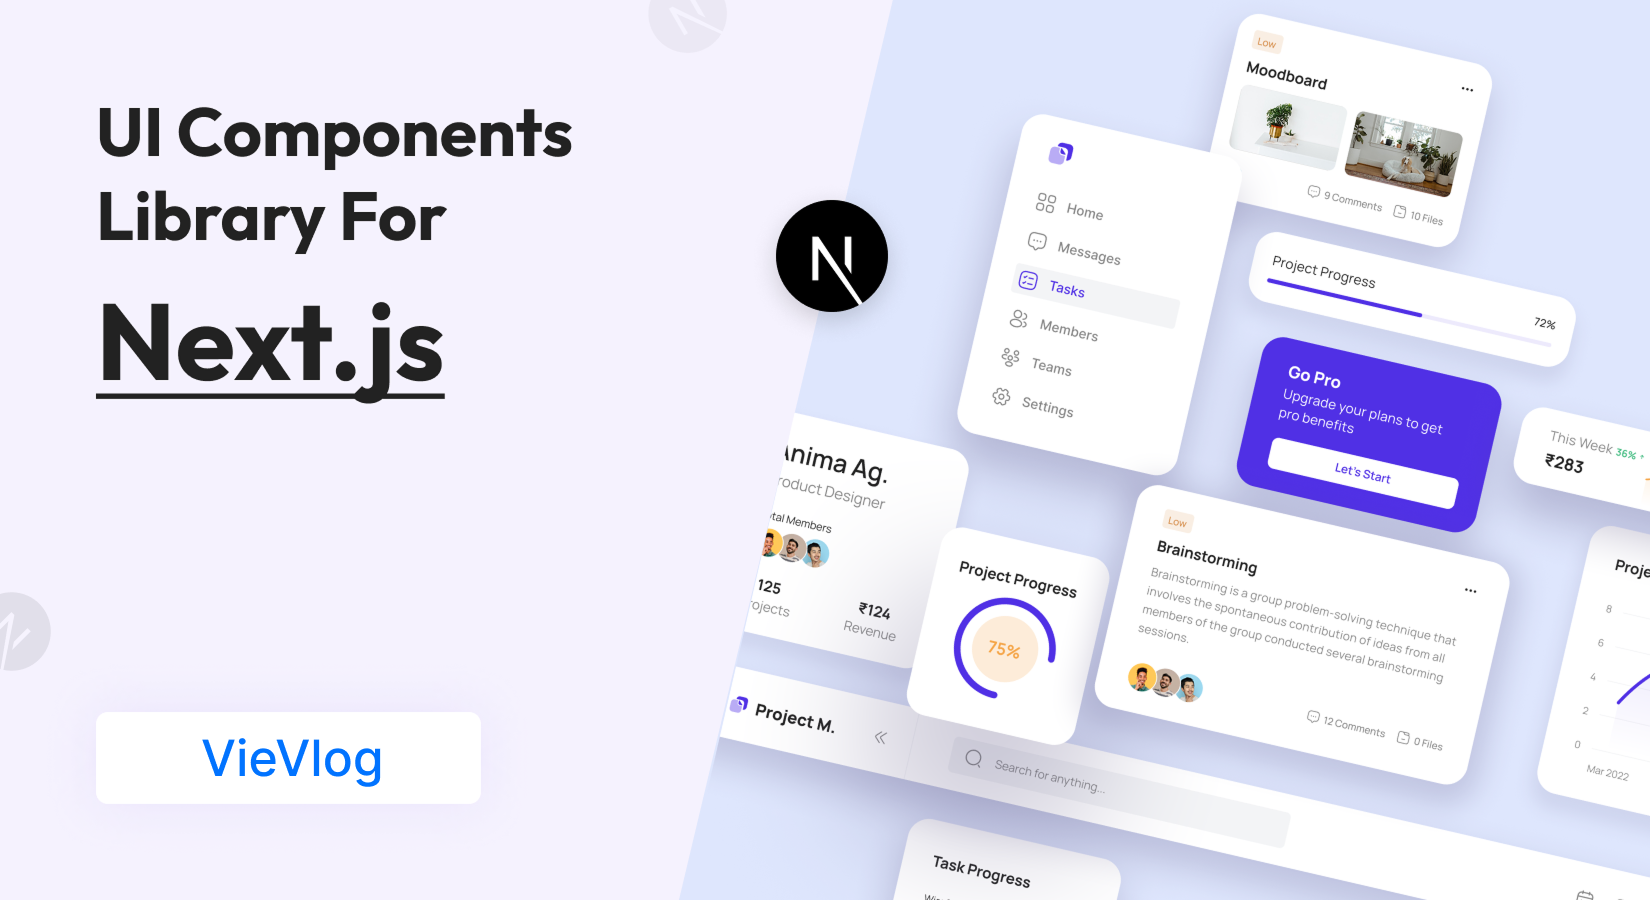 UI Components
Library For
Next.js
VieVlog
Low
Moodboard
9 Comments
10 Files
Home
Messages
Tasks
Members
Teams
Settings
Project Progress
72%
Go Pro
Upgrade your plans to get
pro benefits
Let's Start
This Week 36%
₹283
Anima Ag.
Product Designer
Total Members
125
Projects
₹124
Revenue
Project Progress
75%
Low
Brainstorming
Brainstorming is a group problem-solving technique that
involves the spontaneous contribution of ideas from all
members of the group conducted several brainstorming
sessions.
12 Comments
0 Files
Proje
8
6
4
2
0
Mar 2022
Project M.
Search for anything...
Task Progress